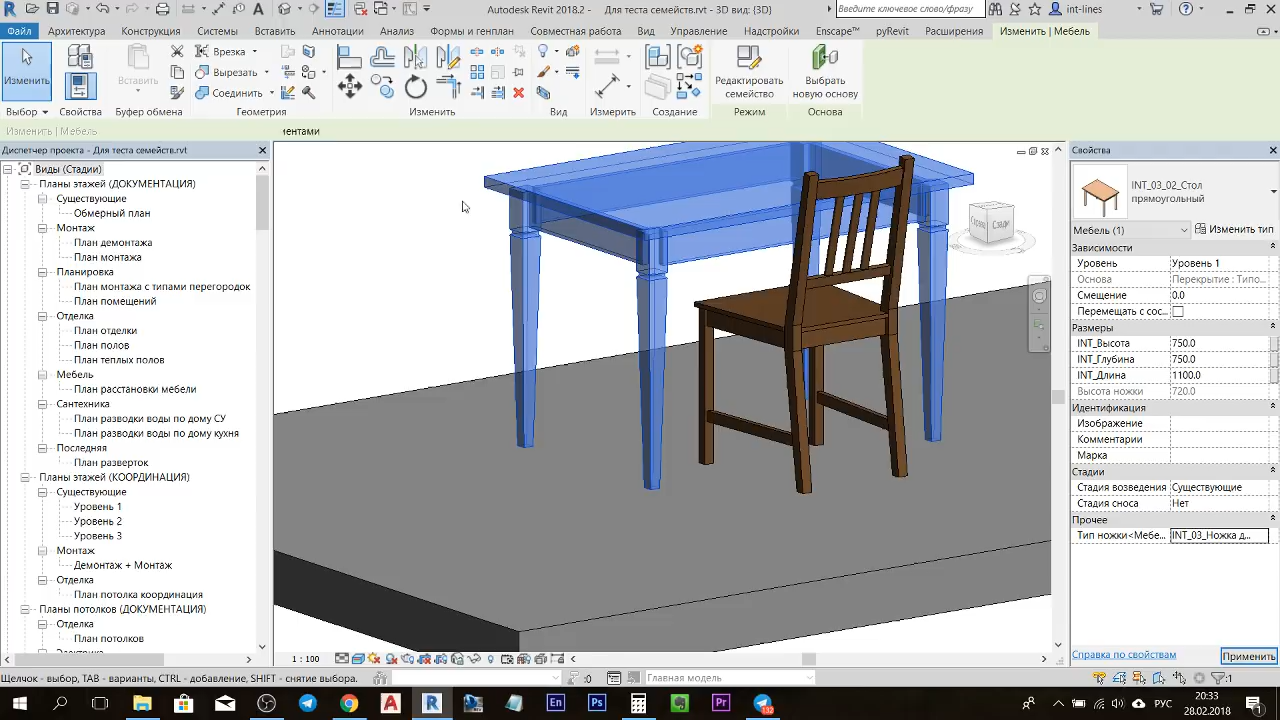 Autodesk Revit 2018.2 - Для теста семейств.rvt - 3D вид: {3D}
Введите ключевое слово/фразу
int-lines
Файл Архитектура Конструкция Системы Вставить Аннотации Анализ Формы и генплан Совместная работа Вид Управление Надстройки Enscape™ pyRevit Расширения Изменить | Мебель
Изменить
Вставить
Врезка
Вырезать
Соединить
Редактировать
семейство
Выбрать
новую основу
Выбор Свойства Буфер обмена Геометрия Изменить Вид Измерить Создание Режим Основа
Изменить | Мебель
ментами
Диспетчер проекта - Для теста семейств.rvt
Виды (Стадии)
Планы этажей (ДОКУМЕНТАЦИЯ)
Существующие
Обмерный план
Монтаж
План демонтажа
План монтажа
Планировка
План монтажа с типами перегородок
План помещений
Отделка
План отделки
План полов
План теплых полов
Мебель
План расстановки мебели
Сантехника
План разводки воды по дому СУ
План разводки воды по дому кухня
Последняя
План разверток
Планы этажей (КООРДИНАЦИЯ)
Существующие
Уровень 1
Уровень 2
Уровень 3
Монтаж
Демонтаж + Монтаж
Отделка
План потолка координация
Планы потолков (ДОКУМЕНТАЦИЯ)
Отделка
План потолков
Сзади
1 : 100
Свойства
INT_03_02_Стол
прямоугольный
Мебель (1)
Изменить тип
Зависимости
Уровень Уровень 1
Основа Перекрытие : Типо...
Смещение 0.0
Перемещать с сос...
Размеры
INT_Высота 750.0
INT_Глубина 750.0
INT_Длина 1100.0
Высота ножки 720.0
Идентификация
Изображение
Комментарии
Марка
Стадии
Стадия возведения Существующие
Стадия сноса Нет
Прочее
Тип ножки<Мебе... INT_03_Ножка д...
Справка по свойствам
Применить
Щелчок - выбор, TAB - варианты, CTRL - добавление, SHIFT - снятие выбора.
:0
Главная модель
:1
En
Ps
Pr
132
РУС
20:33
28.02.2018